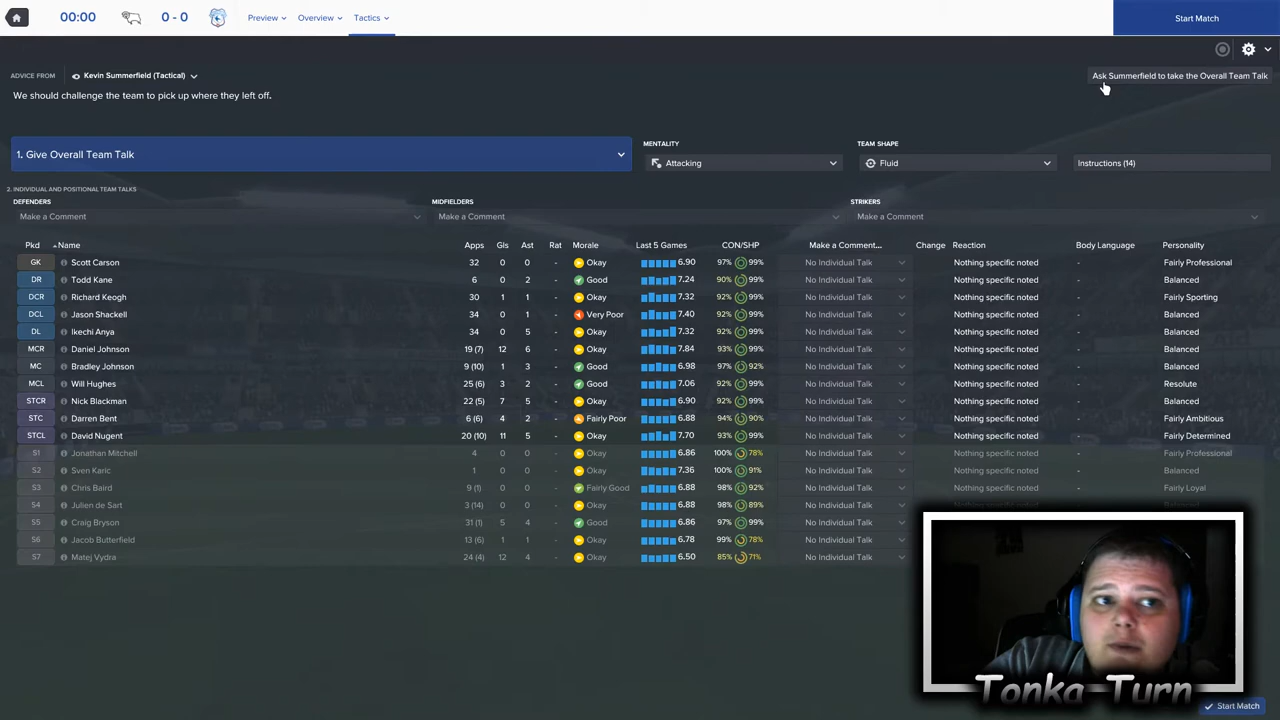 00:00 0 - 0 Preview Overview Tactics Start Match
ADVICE FROM Kevin Summerfield (Tactical) Ask Summerfield to take the Overall Team Talk
We should challenge the team to pick up where they left off.
MENTALITY TEAM SHAPE
1. Give Overall Team Talk Attacking Fluid Instructions (14)
2. INDIVIDUAL AND POSITIONAL TEAM TALKS
DEFENDERS MIDFIELDERS STRIKERS
Make a Comment Make a Comment Make a Comment
Pkd Name Apps Gls Ast Rat Morale Last 5 Games CON/SHP Make a Comment... Change Reaction Body Language Personality
GK Scott Carson 32 0 0 - Okay 6.90 97% 99% No Individual Talk Nothing specific noted - Fairly Professional
DR Todd Kane 6 0 2 - Good 7.24 90% 99% No Individual Talk Nothing specific noted - Balanced
DCR Richard Keogh 30 1 1 - Okay 7.32 92% 99% No Individual Talk Nothing specific noted - Fairly Sporting
DCL Jason Shackell 34 0 1 - Very Poor 7.40 92% 99% No Individual Talk Nothing specific noted - Balanced
DL Ikechi Anya 34 0 5 - Okay 7.32 92% 99% No Individual Talk Nothing specific noted - Balanced
MCR Daniel Johnson 19 (7) 12 6 - Okay 7.84 93% 99% No Individual Talk Nothing specific noted - Balanced
MC Bradley Johnson 9 (10) 1 3 - Good 6.98 97% 92% No Individual Talk Nothing specific noted - Balanced
MCL Will Hughes 25 (6) 3 2 - Good 7.06 92% 99% No Individual Talk Nothing specific noted - Resolute
STCR Nick Blackman 22 (5) 7 5 - Okay 6.90 92% 99% No Individual Talk Nothing specific noted - Balanced
STC Darren Bent 6 (6) 4 2 - Fairly Poor 6.88 94% 90% No Individual Talk Nothing specific noted - Fairly Ambitious
STCL David Nugent 20 (10) 11 5 - Okay 7.70 93% 99% No Individual Talk Nothing specific noted - Fairly Determined
S1 Jonathan Mitchell 4 0 0 - Okay 6.86 100% 78% No Individual Talk Nothing specific noted - Fairly Professional
S2 Sven Karic 1 0 0 - Okay 7.36 100% 91% No Individual Talk Nothing specific noted - Balanced
S3 Chris Baird 9 (1) 0 0 - Fairly Good 6.88 98% 92% No Individual Talk Nothing specific noted - Fairly Loyal
S4 Julien de Sart 3 (14) 0 0 - Okay 6.88 98% 89% No Individual Talk Nothing specific noted - Balanced
S5 Craig Bryson 31 (1) 5 4 - Good 6.86 97% 99% No Individual Talk
S6 Jacob Butterfield 13 (6) 1 1 - Okay 6.78 99% 78% No Individual Talk
S7 Matej Vydra 24 (4) 12 4 - Okay 6.50 85% 71% No Individual Talk
Tonka Turn
Start Match